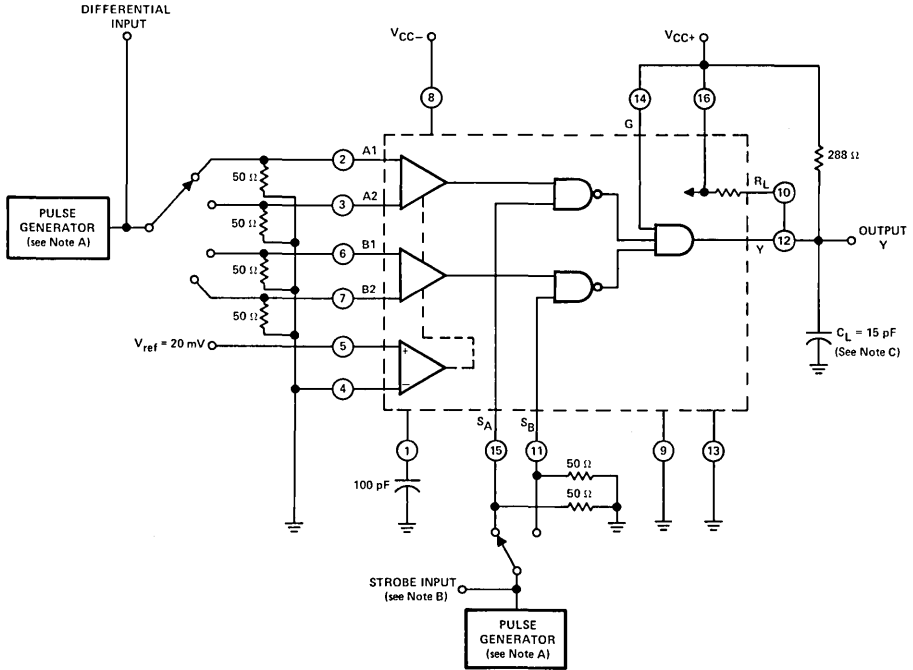 DIFFERENTIAL
INPUT
VCC−
VCC+
8
14
16
G
2
A1
50 Ω
288 Ω
RL
10
PULSE
GENERATOR
(see Note A)
3
A2
50 Ω
6
B1
Y
12
OUTPUT
Y
50 Ω
7
B2
50 Ω
CL = 15 pF
(See Note C)
Vref = 20 mV
5
+
4
−
SA
SB
1
15
11
9
13
100 pF
50 Ω
50 Ω
STROBE INPUT
(see Note B)
PULSE
GENERATOR
(see Note A)